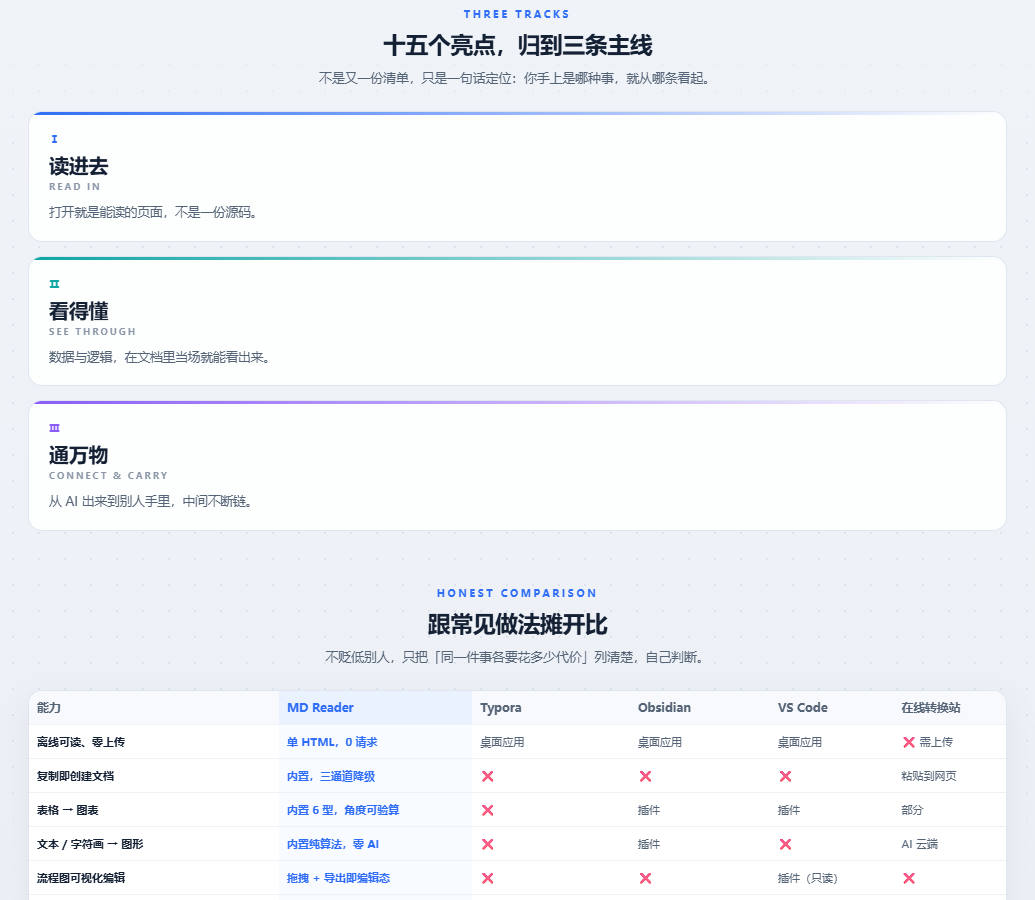 THREE TRACKS
十五个亮点，归到三条主线
不是又一份清单，只是一句话定位：你手上是哪种事，就从哪条看起。
I
读进去
READ IN
打开就是能读的页面，不是一份源码。
II
看得懂
SEE THROUGH
数据与逻辑，在文档里当场就能看出来。
III
通万物
CONNECT & CARRY
从 AI 出来到别人手里，中间不断链。
HONEST COMPARISON
跟常见做法摊开比
不贬低别人，只把「同一件事各要花多少代价」列清楚，自己判断。
能力 MD Reader Typora Obsidian VS Code 在线转换站
离线可读、零上传 单 HTML，0 请求 桌面应用 桌面应用 桌面应用 ❌ 需上传
复制即创建文档 内置，三通道降级 ❌ ❌ ❌ 粘贴到网页
表格 → 图表 内置 6 型，角度可验算 ❌ 插件 插件 部分
文本 / 字符画 → 图形 内置纯算法，零 AI ❌ 插件 ❌ AI 云端
流程图可视化编辑 拖拽 + 导出即编辑态 ❌ ❌ 插件（只读） ❌